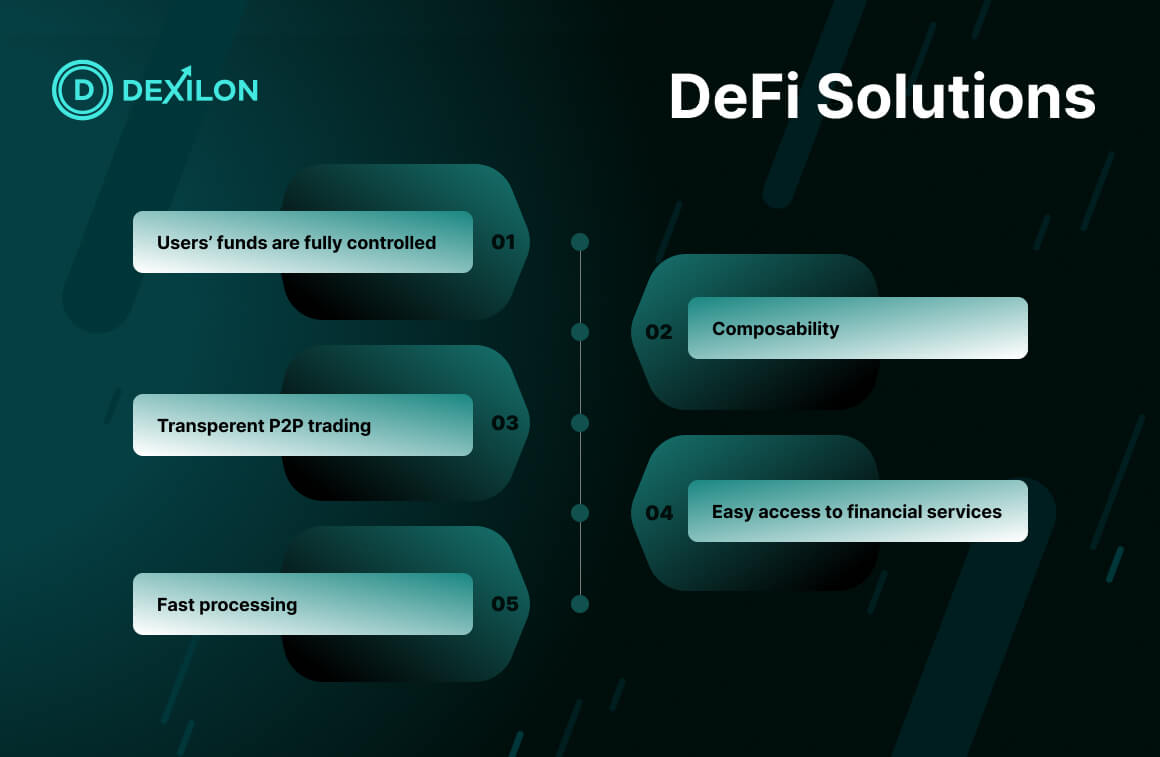 D DEXILON
DeFi Solutions
Users’ funds are fully controlled
01
02
Composability
Transperent P2P trading
03
04
Easy access to financial services
Fast processing
05